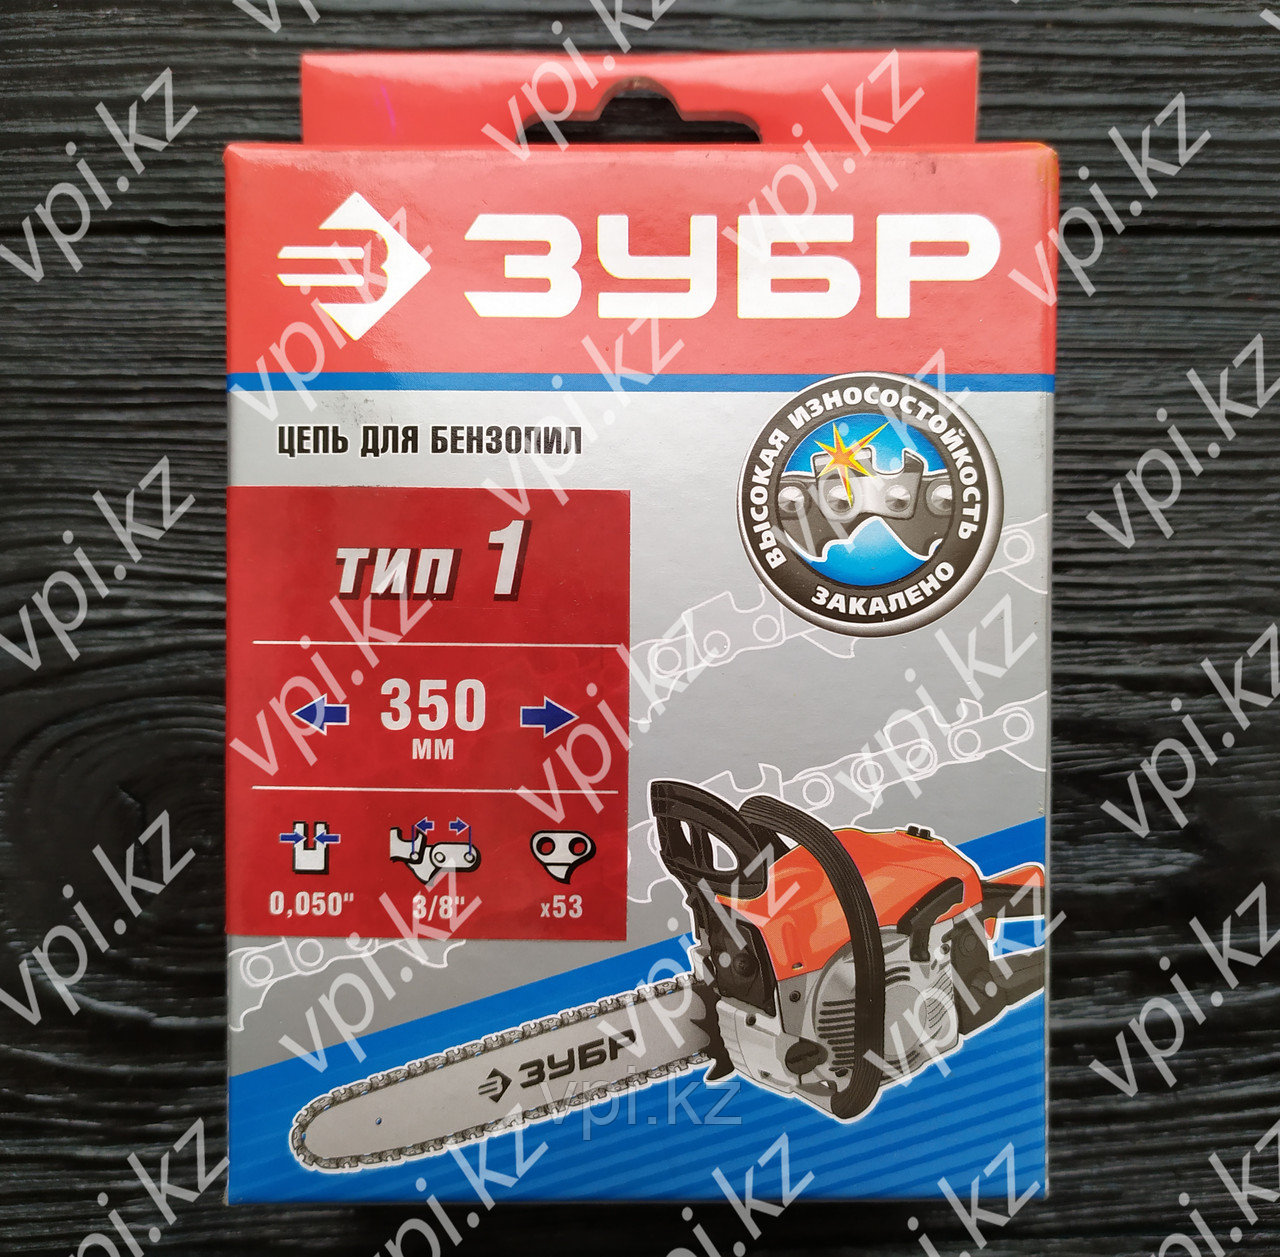 ЗУБР
ЦЕПЬ ДЛЯ БЕНЗОПИЛ
ВЫСОКАЯ ИЗНОСОСТОЙКОСТЬ
ЗАКАЛЕНО
ТИП 1
350
ММ
0,050" 3/8" x53
ЗУБР
vpi.kz